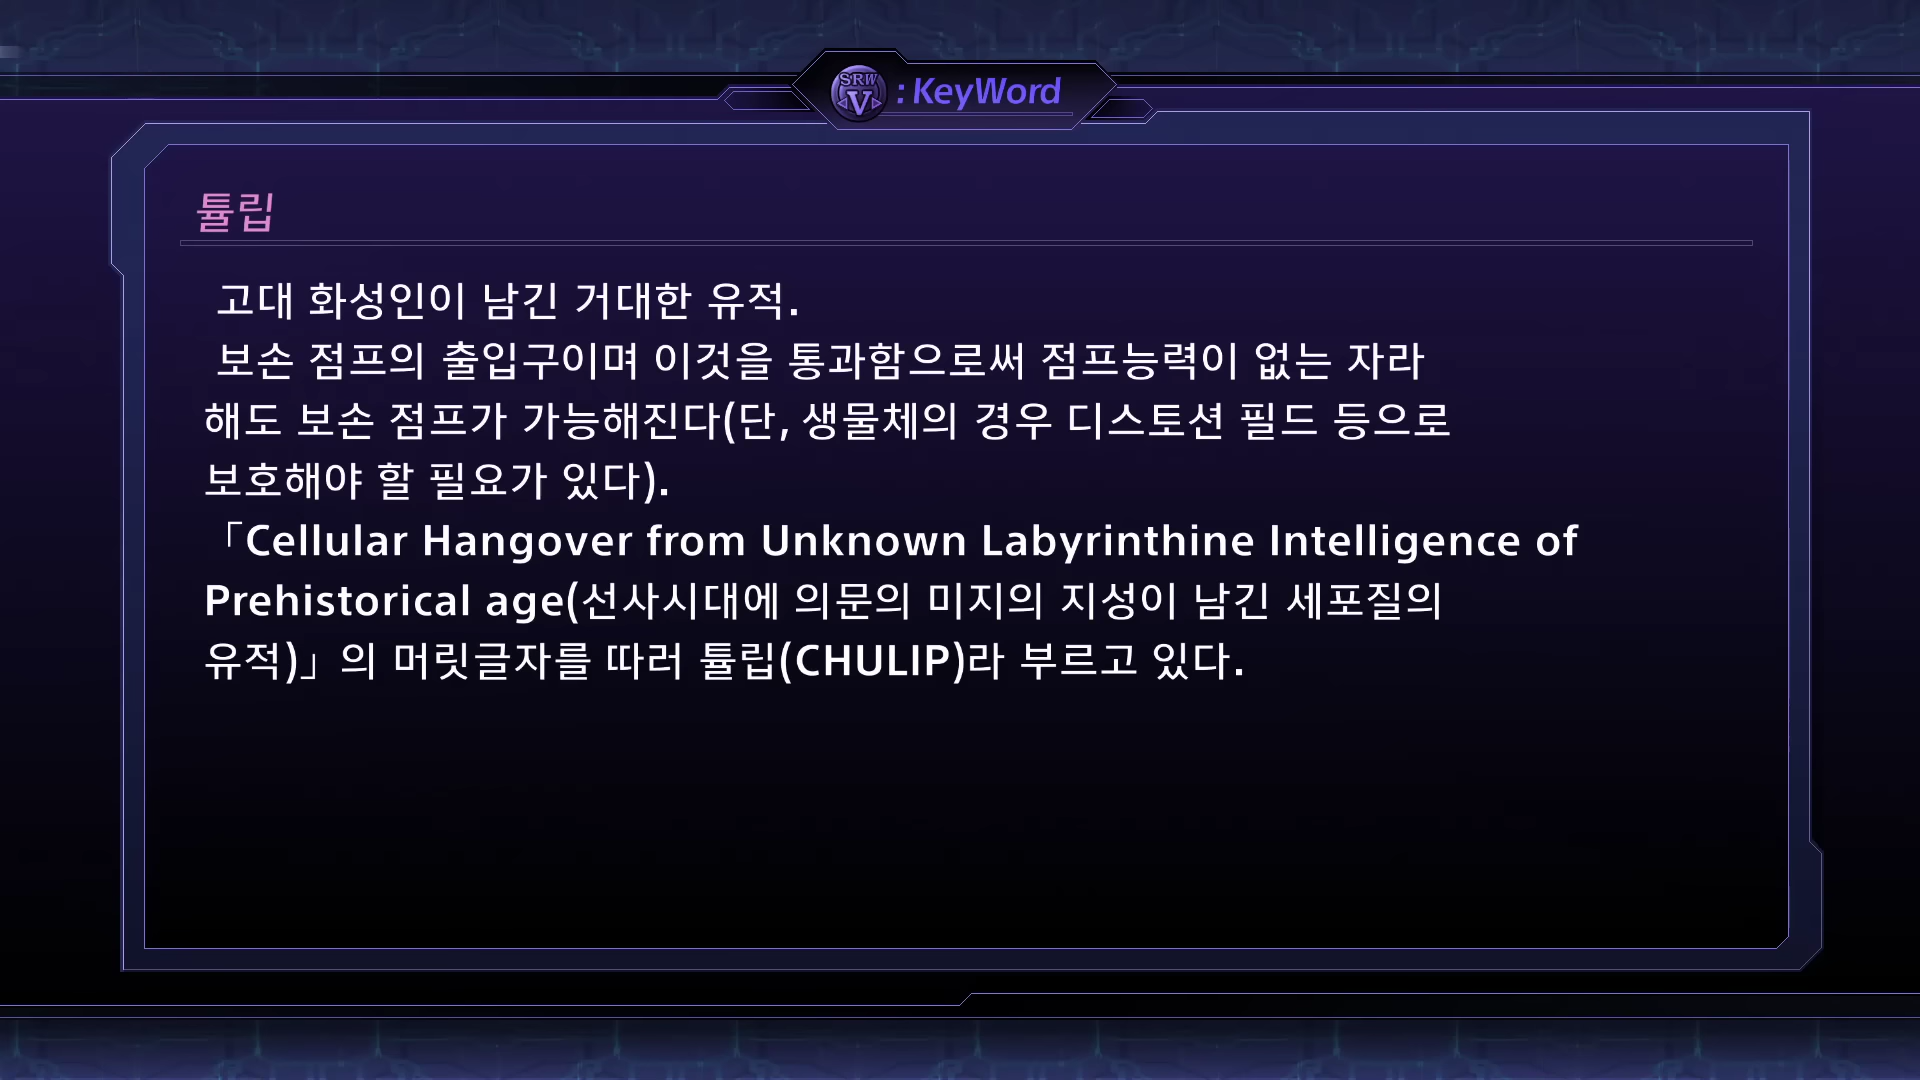 SRW V : KeyWord
튤립
고대 화성인이 남긴 거대한 유적.
보손 점프의 출입구이며 이것을 통과함으로써 점프능력이 없는 자라
해도 보손 점프가 가능해진다(단, 생물체의 경우 디스토션 필드 등으로
보호해야 할 필요가 있다).
「Cellular Hangover from Unknown Labyrinthine Intelligence of
Prehistorical age(선사시대에 의문의 미지의 지성이 남긴 세포질의
유적)」의 머릿글자를 따러 튤립(CHULIP)라 부르고 있다.